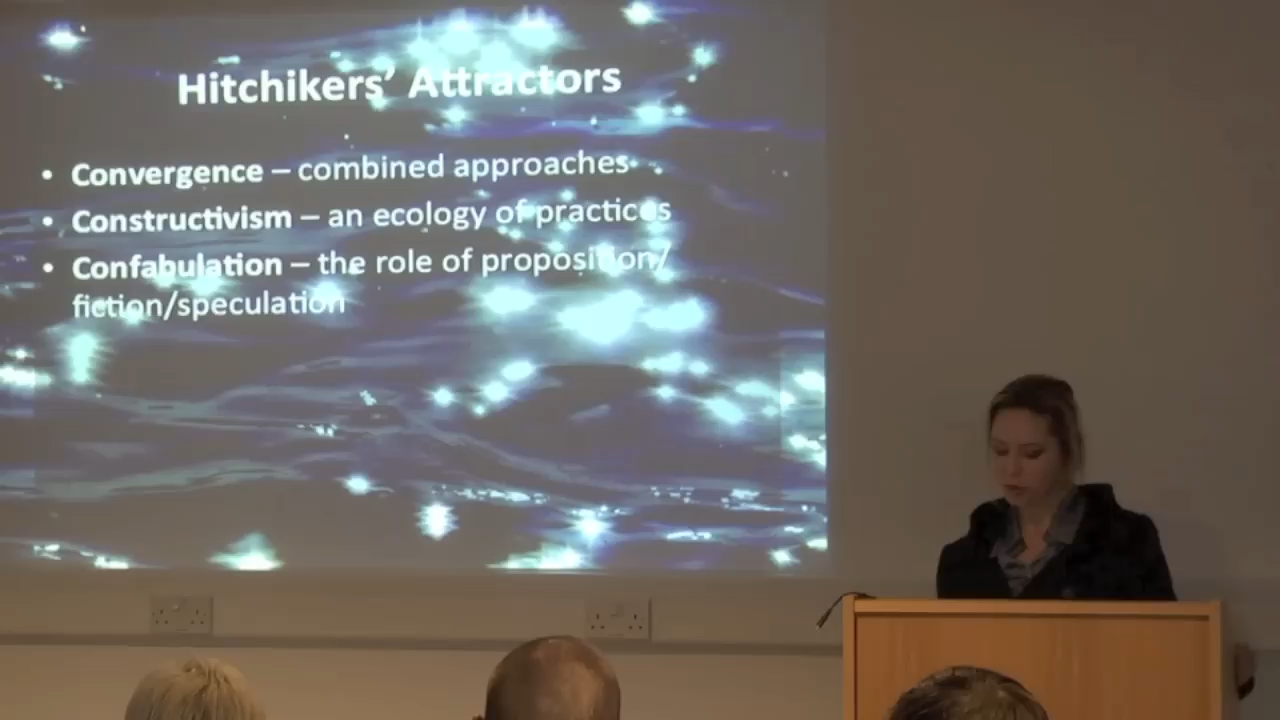 Hitchikers' Attractors
• Convergence – combined approaches
• Constructivism – an ecology of practices
• Confabulation – the role of proposition/
fiction/speculation